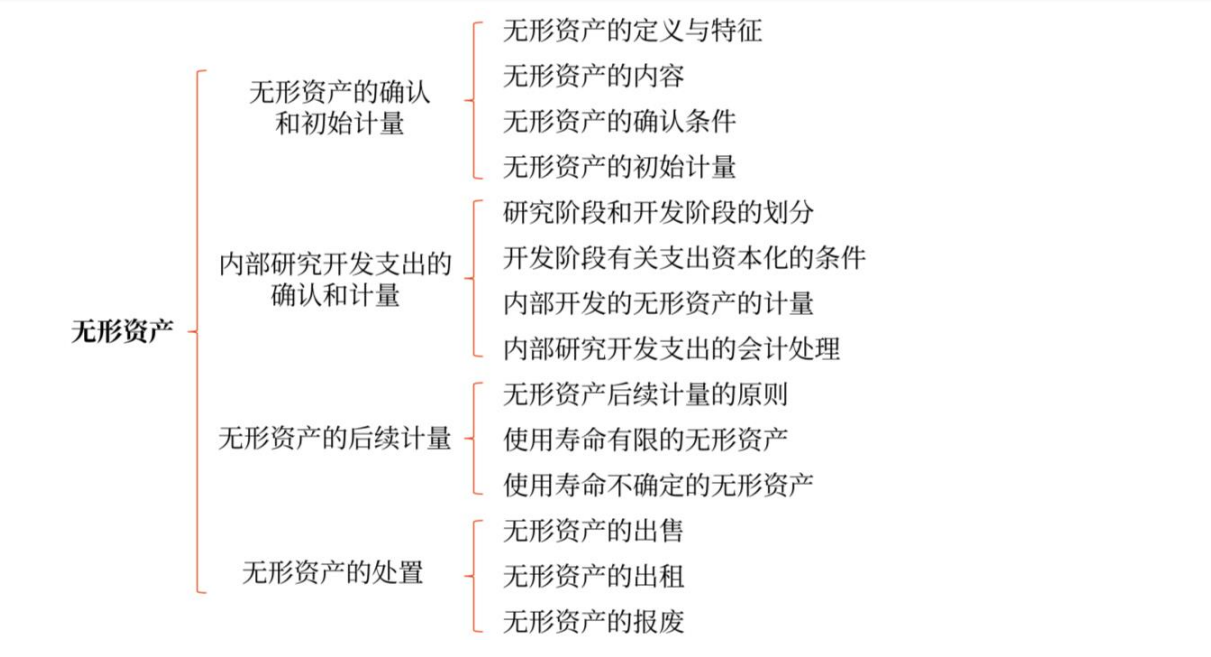 无形资产
无形资产的确认
和初始计量
无形资产的定义与特征
无形资产的内容
无形资产的确认条件
无形资产的初始计量
内部研究开发支出的
确认和计量
研究阶段和开发阶段的划分
开发阶段有关支出资本化的条件
内部开发的无形资产的计量
内部研究开发支出的会计处理
无形资产的后续计量
无形资产后续计量的原则
使用寿命有限的无形资产
使用寿命不确定的无形资产
无形资产的处置
无形资产的出售
无形资产的出租
无形资产的报废